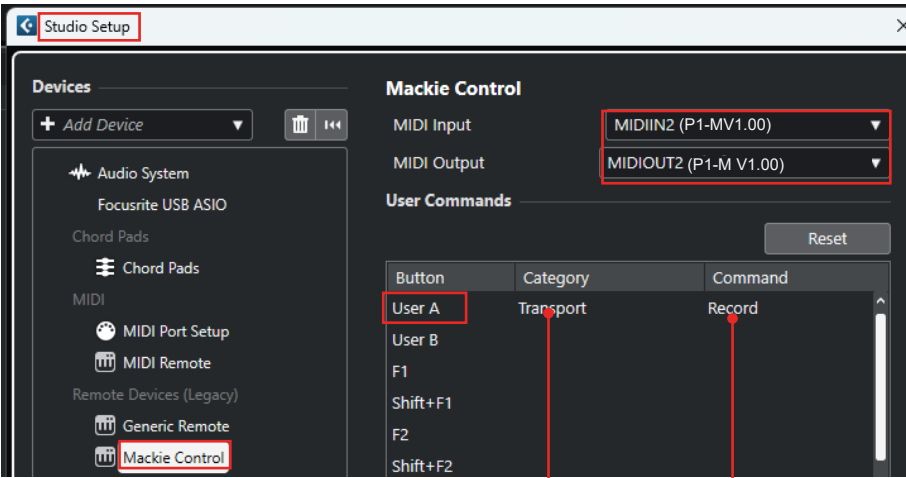 Studio Setup
Devices
Add Device
Audio System
Focusrite USB ASIO
Chord Pads
Chord Pads
MIDI
MIDI Port Setup
MIDI Remote
Remote Devices (Legacy)
Generic Remote
Mackie Control
Mackie Control
MIDI Input MIDIIN2 (P1-MV1.00)
MIDI Output MIDIOUT2 (P1-M V1.00)
User Commands
Reset
Button Category Command
User A Transport Record
User B
F1
Shift+F1
F2
Shift+F2